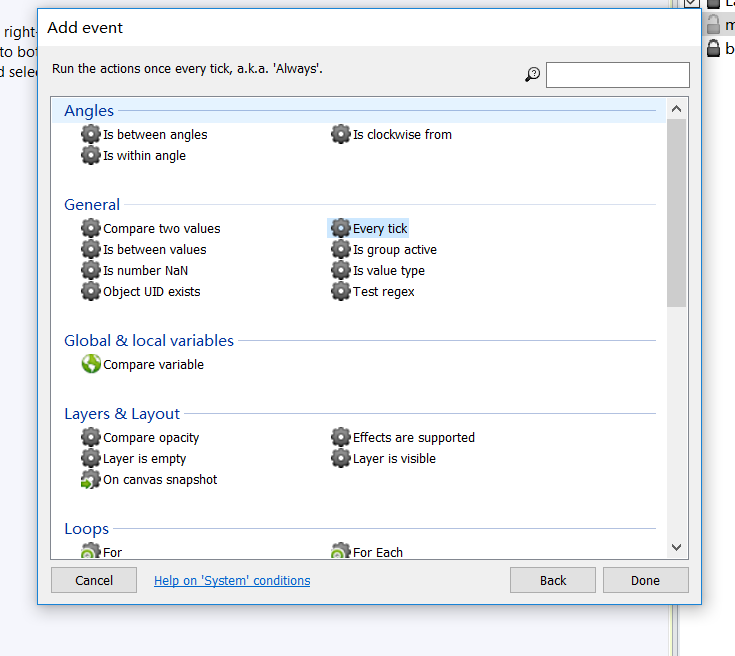 Add event
right-
to bot
d selec
m
b
Run the actions once every tick, a.k.a. 'Always'.
Angles
Is between angles
Is clockwise from
Is within angle
General
Compare two values
Every tick
Is between values
Is group active
Is number NaN
Is value type
Object UID exists
Test regex
Global & local variables
Compare variable
Layers & Layout
Compare opacity
Effects are supported
Layer is empty
Layer is visible
On canvas snapshot
Loops
For
For Each
Cancel
Help on 'System' conditions
Back
Done